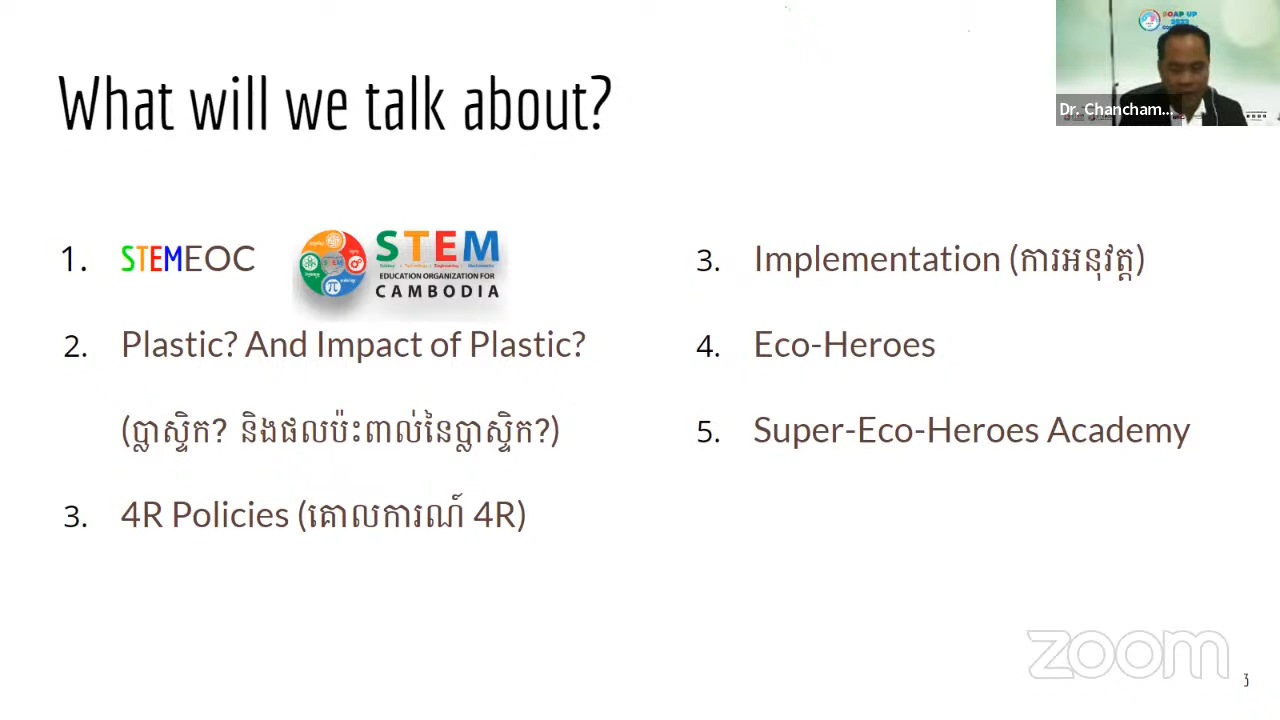 What will we talk about?
SOAP UP
Dr. Chancham...
1. STEMEOC
STEM
EDUCATION ORGANIZATION FOR
CAMBODIA
2. Plastic? And Impact of Plastic?
(ប្លាស្ទិក? និងផលប៉ះពាល់នៃប្លាស្ទិក?)
3. 4R Policies (គោលការណ៍ 4R)
3. Implementation (ការអនុវត្ត)
4. Eco-Heroes
5. Super-Eco-Heroes Academy
zoom
3